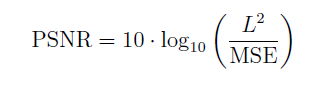 PSNR = 10 · log₁₀ (L² / MSE)